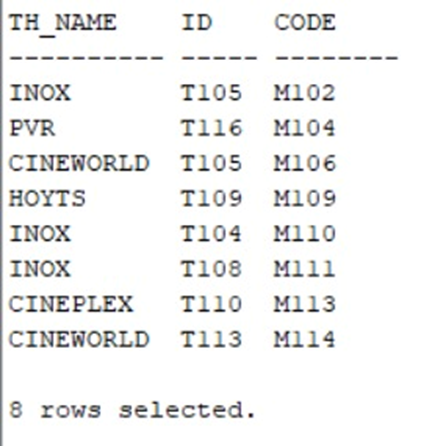 TH_NAME    ID    CODE
---------- ----- --------
INOX       T105  M102
PVR        T116  M104
CINEWORLD  T105  M106
HOYTS      T109  M109
INOX       T104  M110
INOX       T108  M111
CINEPLEX   T110  M113
CINEWORLD  T113  M114

8 rows selected.